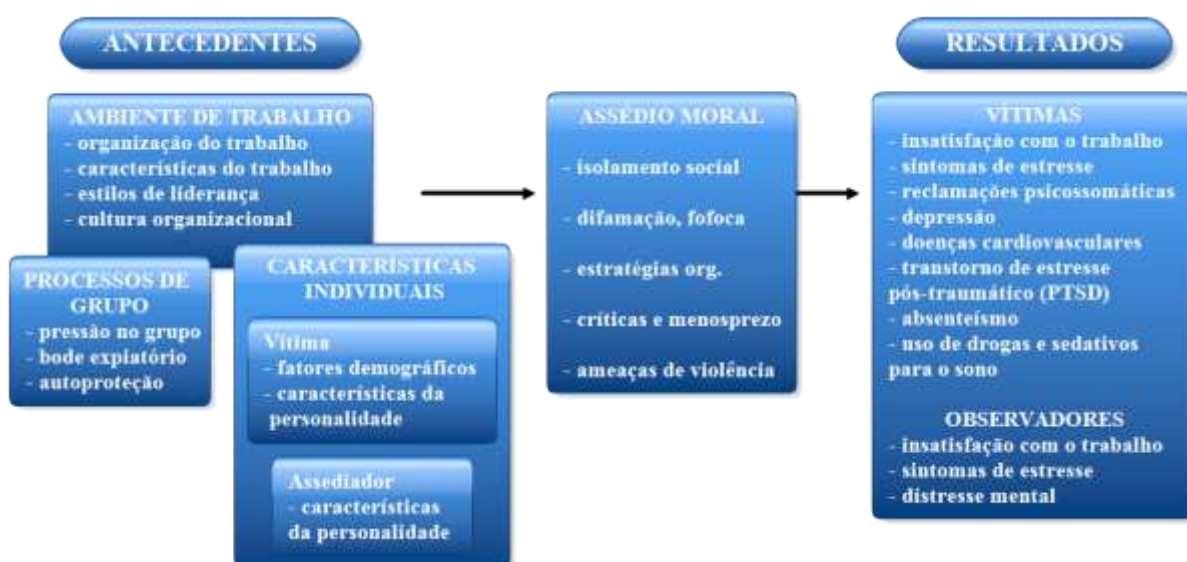 ANTECEDENTES
AMBIENTE DE TRABALHO
- organização do trabalho
- características do trabalho
- estilos de liderança
- cultura organizacional
PROCESSOS DE
GRUPO
- pressão no grupo
- bode expiatório
- autoproteção
CARACTERÍSTICAS
INDIVIDUAIS
Vítima
- fatores demográficos
- características da
personalidade
Assediador
- características
da personalidade
ASSÉDIO MORAL
- isolamento social
- difamação, fofoca
- estratégias org.
- críticas e menosprezo
- ameaças de violência
RESULTADOS
VÍTIMAS
- insatisfação com o trabalho
- sintomas de estresse
- reclamações psicossomáticas
- depressão
- doenças cardiovasculares
- transtorno de estresse
pós-traumático (PTSD)
- absenteísmo
- uso de drogas e sedativos
para o sono
OBSERVADORES
- insatisfação com o trabalho
- sintomas de estresse
- distresse mental